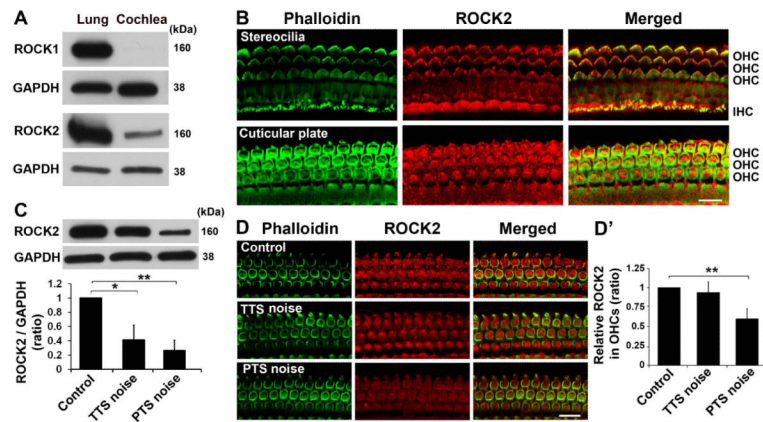 A
Lung Cochlea (kDa)
ROCK1 160
GAPDH 38
ROCK2 160
GAPDH 38
B
Phalloidin ROCK2 Merged
Stereocilia
OHC
OHC
OHC
IHC
Cuticular plate
OHC
OHC
OHC
C
(kDa)
ROCK2 160
GAPDH 38
ROCK2 / GAPDH
(ratio)
1.2
1
0.8
0.6
0.4
0.2
0
*
**
Control
TTS noise
PTS noise
D
Phalloidin ROCK2 Merged
Control
TTS noise
PTS noise
D'
Relative ROCK2
in OHCs (ratio)
1.25
1
0.75
0.5
0.25
0
**
Control
TTS noise
PTS noise